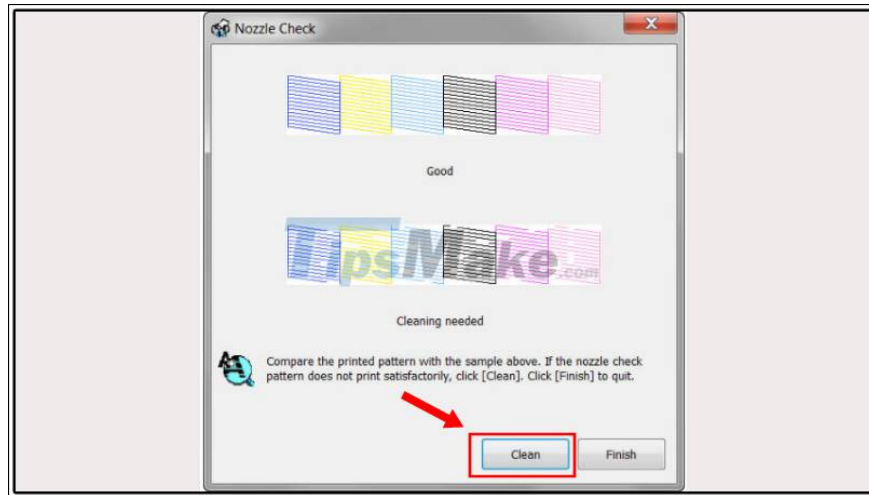 Nozzle Check
Good
TipsMake.com
Cleaning needed
Compare the printed pattern with the sample above. If the nozzle check
pattern does not print satisfactorily, click [Clean]. Click [Finish] to quit.
Clean
Finish